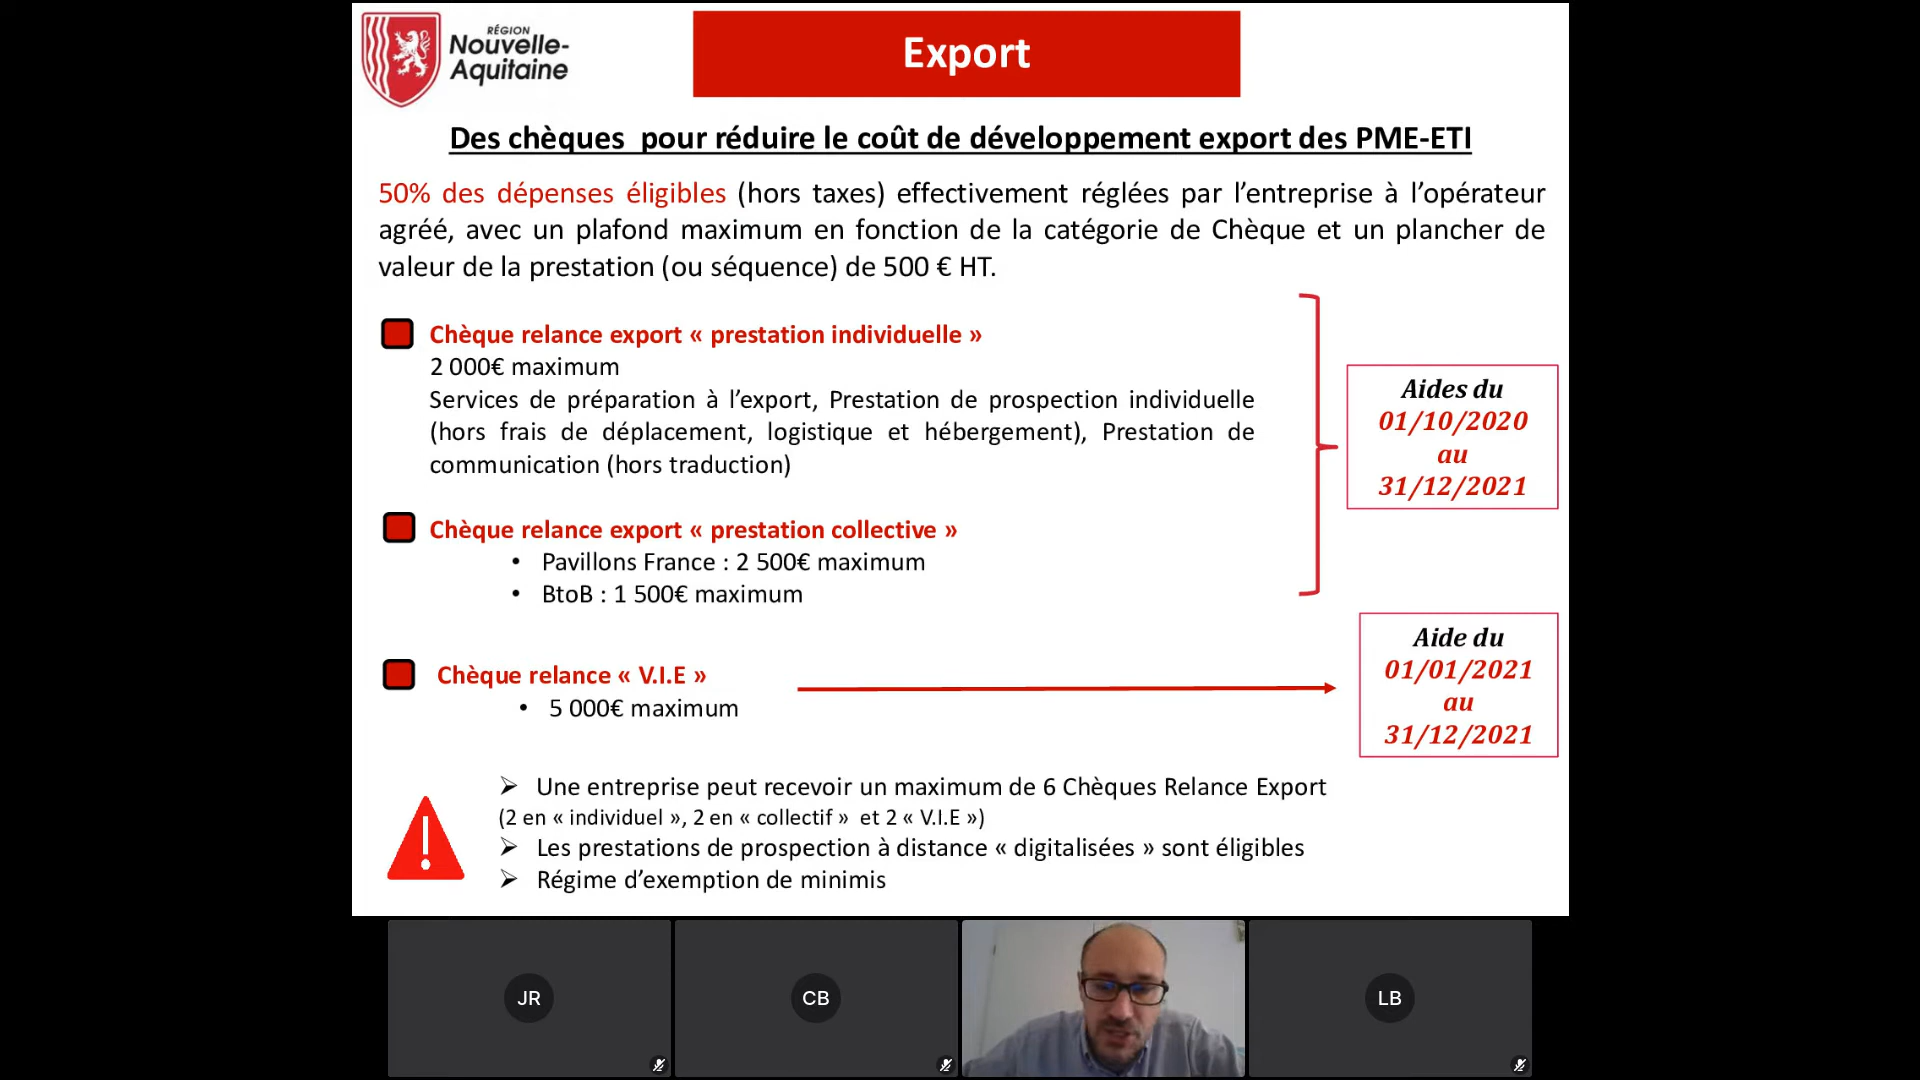 RÉGION
Nouvelle-
Aquitaine
Export
Des chèques pour réduire le coût de développement export des PME-ETI
50% des dépenses éligibles (hors taxes) effectivement réglées par l’entreprise à l’opérateur
agréé, avec un plafond maximum en fonction de la catégorie de Chèque et un plancher de
valeur de la prestation (ou séquence) de 500 € HT.
Chèque relance export « prestation individuelle »
2 000€ maximum
Services de préparation à l’export, Prestation de prospection individuelle
(hors frais de déplacement, logistique et hébergement), Prestation de
communication (hors traduction)
Aides du
01/10/2020
au
31/12/2021
Chèque relance export « prestation collective »
• Pavillons France : 2 500€ maximum
• BtoB : 1 500€ maximum
Chèque relance « V.I.E »
• 5 000€ maximum
Aide du
01/01/2021
au
31/12/2021
➢ Une entreprise peut recevoir un maximum de 6 Chèques Relance Export
(2 en « individuel », 2 en « collectif » et 2 « V.I.E »)
➢ Les prestations de prospection à distance « digitalisées » sont éligibles
➢ Régime d’exemption de minimis
JR
CB
LB